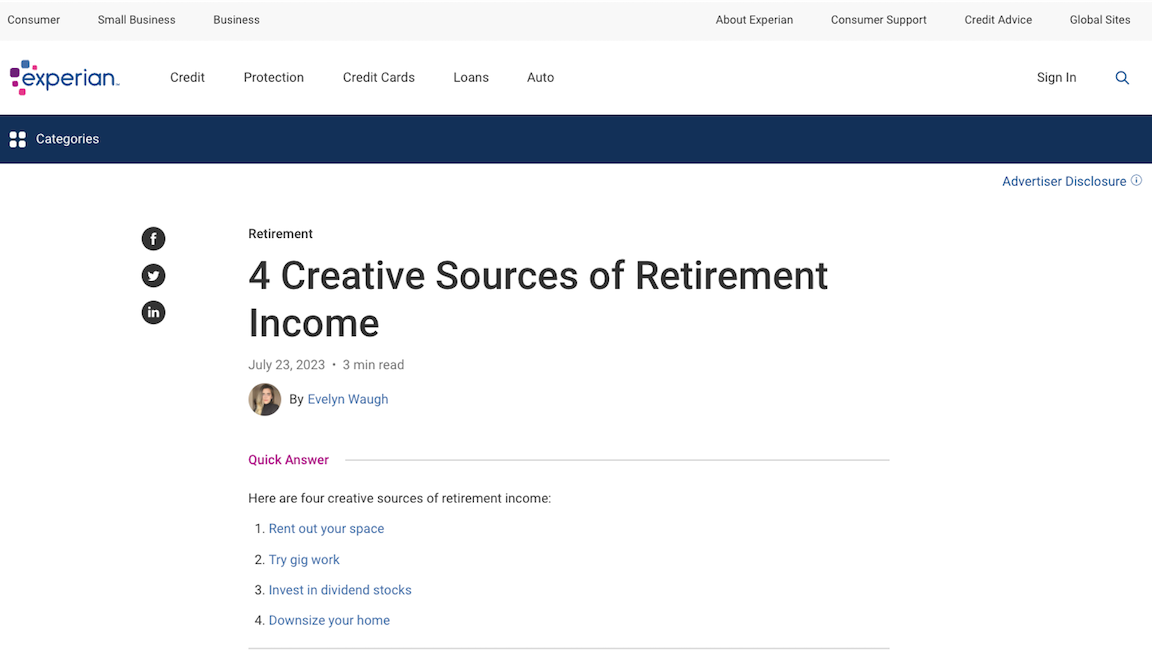 Consumer Small Business Business About Experian Consumer Support Credit Advice Global Sites
experian™ Credit Protection Credit Cards Loans Auto Sign In
Categories
Advertiser Disclosure
Retirement
4 Creative Sources of Retirement
Income
July 23, 2023 • 3 min read
By Evelyn Waugh
Quick Answer
Here are four creative sources of retirement income:
1. Rent out your space
2. Try gig work
3. Invest in dividend stocks
4. Downsize your home